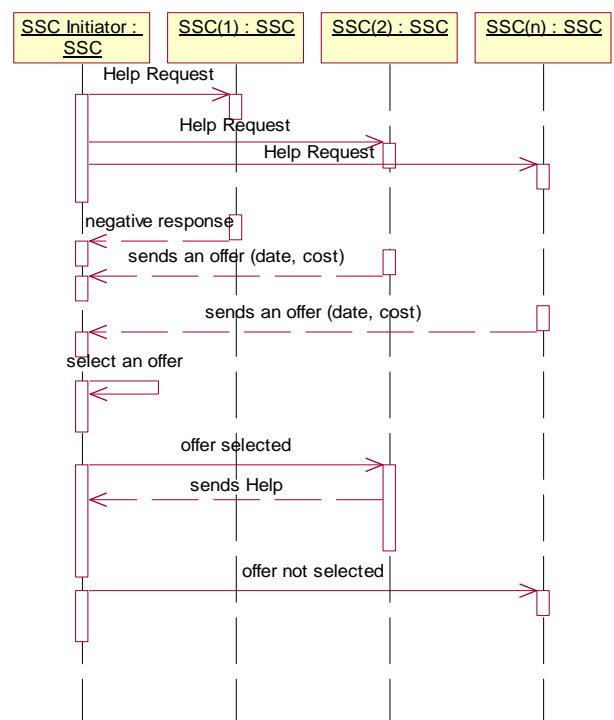 SSC Initiator :
SSC
SSC(1) : SSC
SSC(2) : SSC
SSC(n) : SSC
Help Request
Help Request
Help Request
negative response
sends an offer (date, cost)
sends an offer (date, cost)
select an offer
offer selected
sends Help
offer not selected